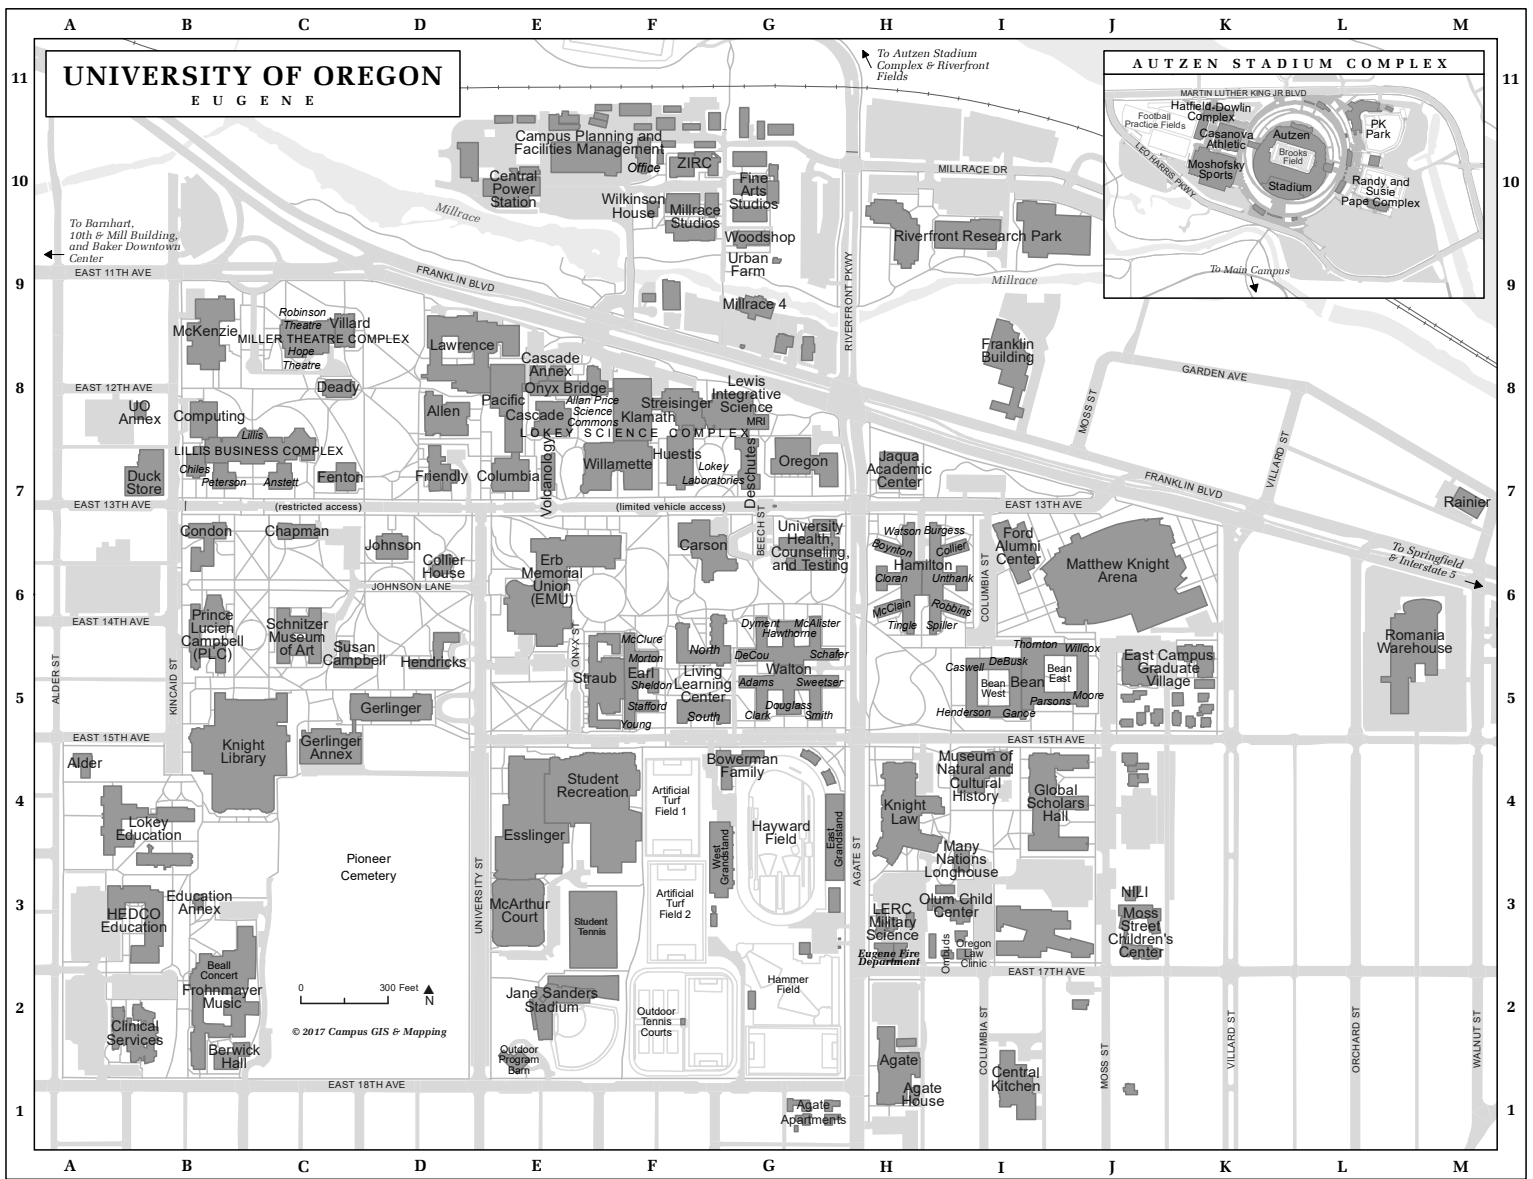 A B C D E F G H I J K L M
11
UNIVERSITY OF OREGON
EUGENE
To Autzen Stadium
Complex & Riverfront
Fields
AUTZEN STADIUM COMPLEX
11
MARTIN LUTHER KING JR BLVD
Football
Practice Fields
Hatfield-Dowlin
Complex
Casanova
Athletic
Autzen
Brooks
Field
Stadium
PK
Park
LEO HARRIS PKWY
Moshofsky
Sports
Randy and
Susie
Pape Complex
To Main Campus
10
Campus Planning and
Facilities Management
Office
ZIRC
Central
Power
Station
Wilkinson
House
Millrace
Studios
Fine
Arts
Studios
MILLRACE DR
10
Millrace
Woodshop
Riverfront Research Park
To Barnhart,
10th & Mill Building,
and Baker Downtown
Center
EAST 11TH AVE
FRANKLIN BLVD
Urban
Farm
RIVERFRONT PKWY
Millrace
9
Millrace 4
9
McKenzie
Robinson
Theatre
Villard
MILLER THEATRE COMPLEX
Hope
Theatre
Lawrence
Franklin
Building
Cascade
Annex
GARDEN AVE
8
EAST 12TH AVE
Deady
Onyx Bridge
Lewis
Integrative
Science
8
UO
Annex
Computing
Allen
Pacific
Cascade
Allan Price
Science
Commons
Klamath
Streisinger
MRI
MOSS ST
Lillis
LILLIS BUSINESS COMPLEX
LOKEY SCIENCE COMPLEX
VILLARD ST
Duck
Store
Chiles
Peterson
Anstett
Fenton
Friendly
Columbia
Volcanology
Willamette
Huestis
Lokey
Laboratories
Deschutes
Oregon
Jaqua
Academic
Center
FRANKLIN BLVD
7
7
Rainier
EAST 13TH AVE
(restricted access)
(limited vehicle access)
EAST 13TH AVE
Condon
Chapman
Johnson
Collier
House
Erb
Memorial
Union
(EMU)
Carson
BEECH ST
University
Health,
Counseling,
and Testing
Watson
Burgess
Boynton
Collier
Hamilton
Cloran
Unthank
McClain
Robbins
Tingle
Spiller
COLUMBIA ST
Ford
Alumni
Center
Matthew Knight
Arena
To Springfield
& Interstate 5
6
JOHNSON LANE
6
EAST 14TH AVE
Prince
Lucien
Campbell
(PLC)
Schnitzer
Museum
of Art
Susan
Campbell
Hendricks
ONYX ST
McClure
Morton
Straub
Earl
Sheldon
Stafford
Young
North
Living
Learning
Center
South
Dyment
McAlister
Hawthorne
DeCou
Schafer
Walton
Adams
Sweetser
Douglass
Clark
Smith
Thornton
Willcox
Caswell
DeBusk
Bean
East
Bean
West
Bean
Moore
Parsons
Henderson
Ganoe
East Campus
Graduate
Village
Romania
Warehouse
ALDER ST
KINCAID ST
5
Gerlinger
5
EAST 15TH AVE
Knight
Library
Gerlinger
Annex
EAST 15TH AVE
Alder
Student
Recreation
Artificial
Turf
Field 1
Bowerman
Family
Museum of
Natural and
Cultural
History
Global
Scholars
Hall
4
Lokey
Education
Esslinger
West
Grandstand
Hayward
Field
East
Grandstand
Knight
Law
4
Pioneer
Cemetery
UNIVERSITY ST
AGATE ST
Many
Nations
Longhouse
3
HEDCO
Education
Education
Annex
McArthur
Court
Student
Tennis
Artificial
Turf
Field 2
LERC
Military
Science
Eugene Fire
Department
Olum Child
Center
Ombuds
Oregon
Law
Clinic
NILI
Moss
Street
Children's
Center
3
Beall
Concert
Frohnmayer
Music
0 300 Feet
N
Jane Sanders
Stadium
Hammer
Field
EAST 17TH AVE
2
Clinical
Services
© 2017 Campus GIS & Mapping
Outdoor
Tennis
Courts
2
Berwick
Hall
Outdoor
Program
Barn
Agate
COLUMBIA ST
Central
Kitchen
MOSS ST
VILLARD ST
ORCHARD ST
WALNUT ST
EAST 18TH AVE
Agate
House
1
Agate
Apartments
1
A B C D E F G H I J K L M